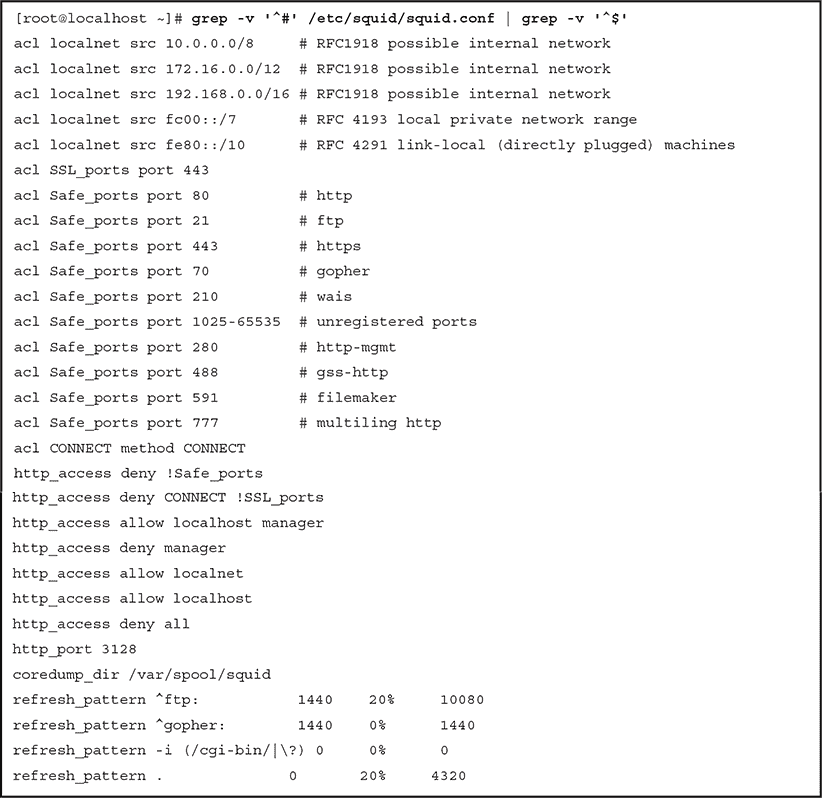 [root@localhost ~]# grep -v '^#' /etc/squid/squid.conf | grep -v '^$'
acl localnet src 10.0.0.0/8 # RFC1918 possible internal network
acl localnet src 172.16.0.0/12 # RFC1918 possible internal network
acl localnet src 192.168.0.0/16 # RFC1918 possible internal network
acl localnet src fc00::/7 # RFC 4193 local private network range
acl localnet src fe80::/10 # RFC 4291 link-local (directly plugged) machines
acl SSL_ports port 443
acl Safe_ports port 80 # http
acl Safe_ports port 21 # ftp
acl Safe_ports port 443 # https
acl Safe_ports port 70 # gopher
acl Safe_ports port 210 # wais
acl Safe_ports port 1025-65535 # unregistered ports
acl Safe_ports port 280 # http-mgmt
acl Safe_ports port 488 # gss-http
acl Safe_ports port 591 # filemaker
acl Safe_ports port 777 # multiling http
acl CONNECT method CONNECT
http_access deny !Safe_ports
http_access deny CONNECT !SSL_ports
http_access allow localhost manager
http_access deny manager
http_access allow localnet
http_access allow localhost
http_access deny all
http_port 3128
coredump_dir /var/spool/squid
refresh_pattern ^ftp: 1440 20% 10080
refresh_pattern ^gopher: 1440 0% 1440
refresh_pattern -i (/cgi-bin/|\?) 0 0% 0
refresh_pattern . 0 20% 4320